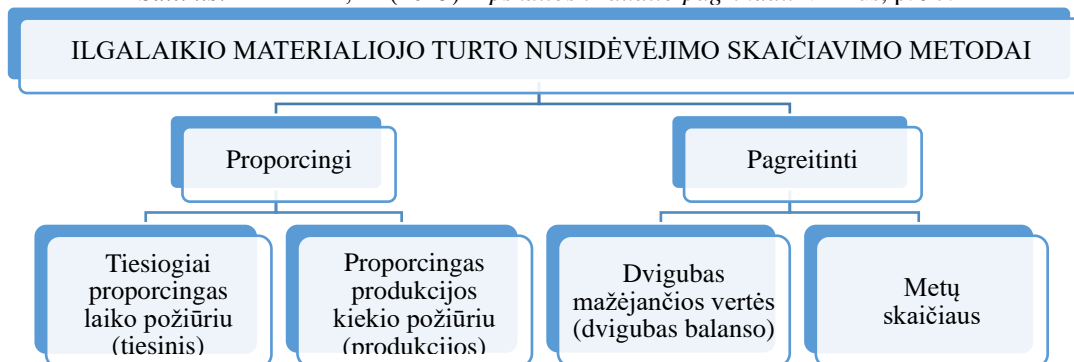 ILGALAIKIO MATERIALIOJO TURTO NUSIDĖVĖJIMO SKAIČIAVIMO METODAI
Proporcingi
Pagreitinti
Tiesiogiai
proporcingas
laiko požiūriu
(tiesinis)
Proporcingas
produkcijos
kiekio požiūriu
(produkcijos)
Dvigubas
mažėjančios vertės
(dvigubas balanso)
Metų
skaičiaus